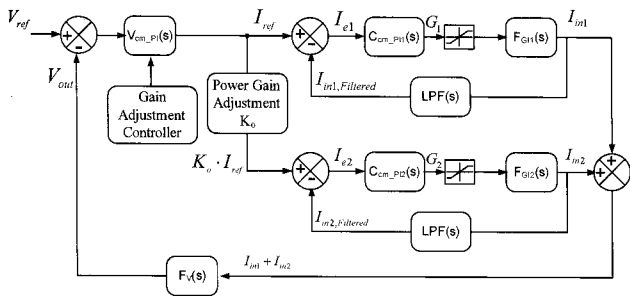 V_ref
V_cm_PI(s)
I_ref
I_e1
C_cm_PI1(s)
G_1
F_GI1(s)
I_in1
V_out
Gain
Adjustment
Controller
Power Gain
Adjustment
K_o
I_in1,Filtered
LPF(s)
K_o · I_ref
I_e2
C_cm_PI2(s)
G_2
F_GI2(s)
I_in2
I_in2,Filtered
LPF(s)
F_V(s)
I_in1 + I_in2